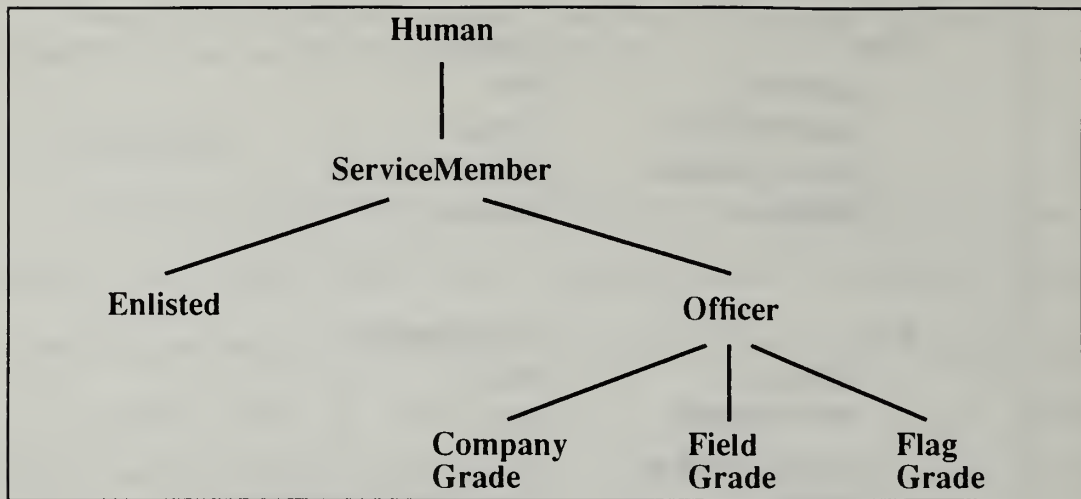 Human
ServiceMember
Enlisted
Officer
Company Grade
Field Grade
Flag Grade